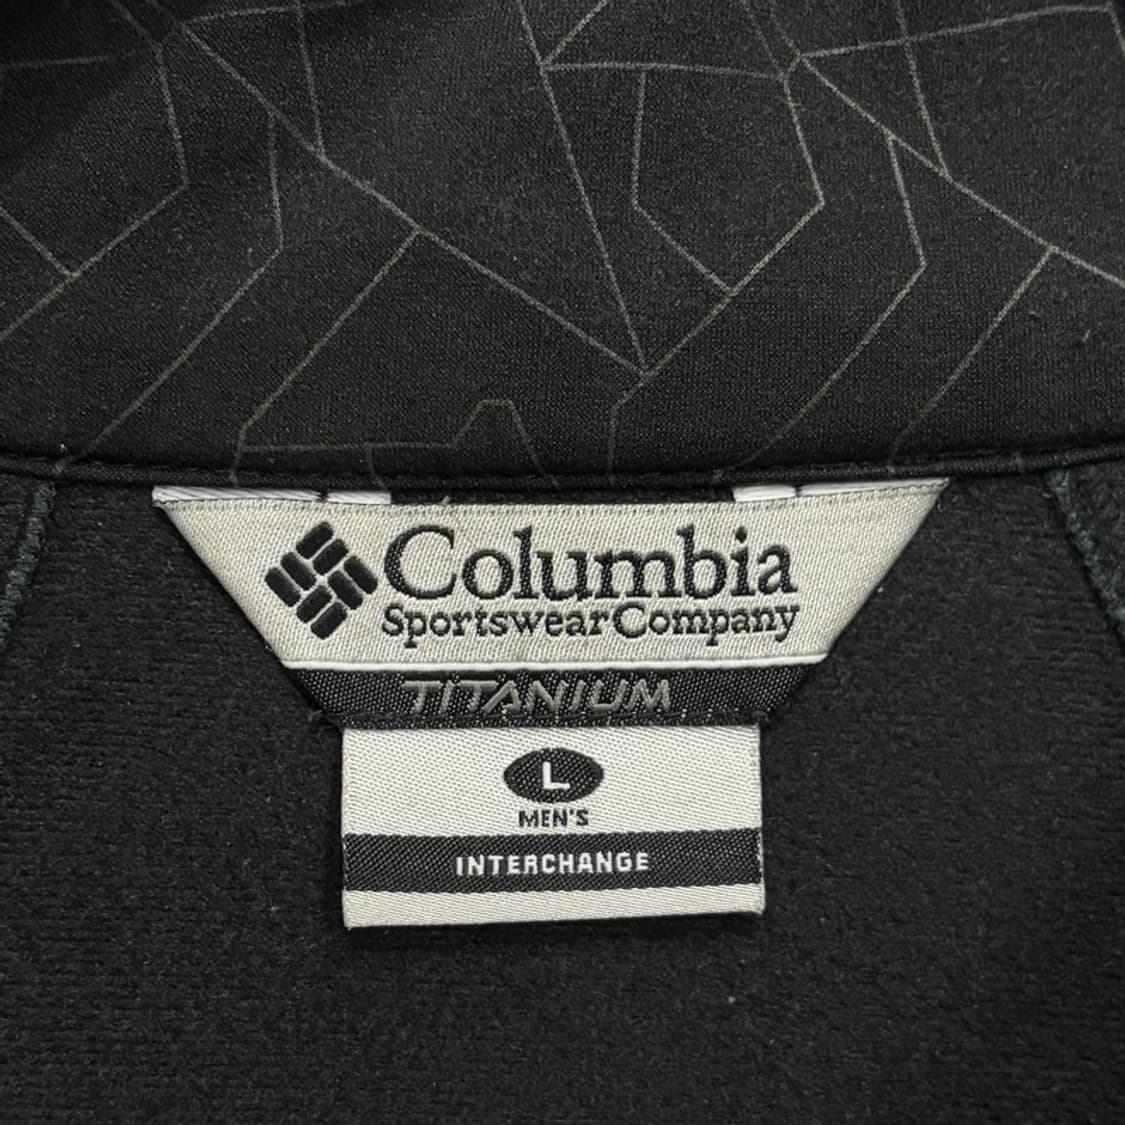 Columbia
Sportswear Company
TITANIUM
L
MEN'S
INTERCHANGE